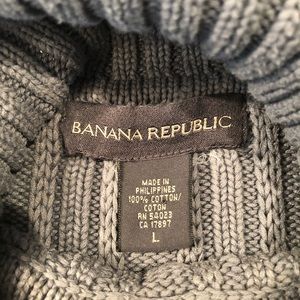 BANANA REPUBLIC
MADE IN
PHILIPPINES
100% COTTON/
COTON
RN 54023
CA 17897
L